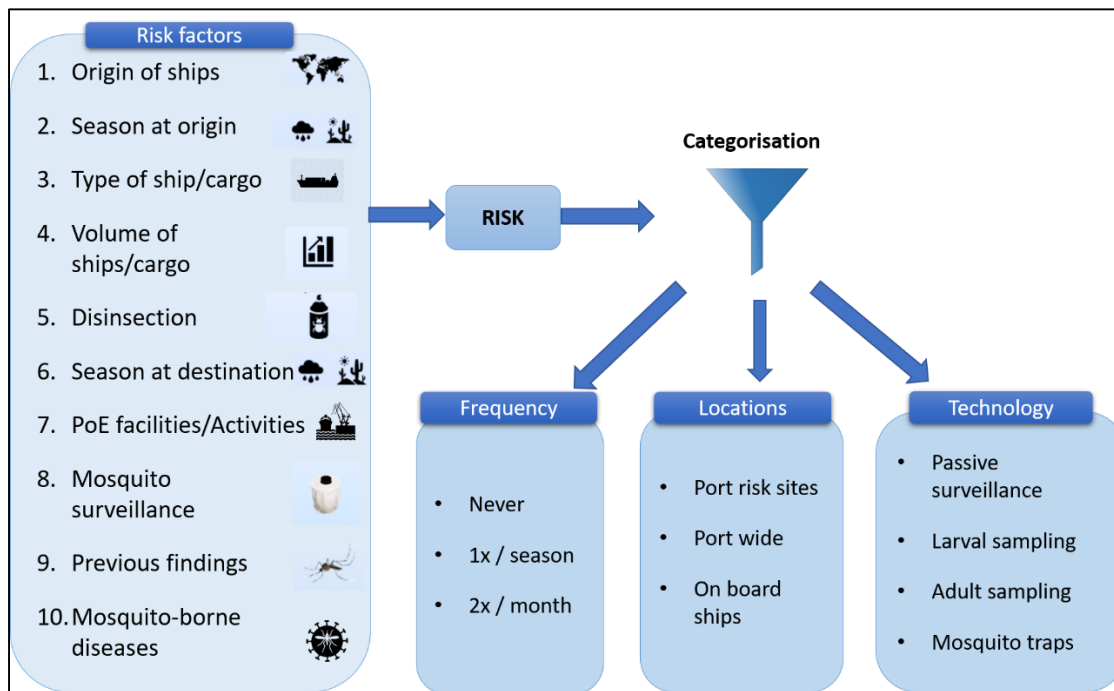 Risk factors
1. Origin of ships
2. Season at origin
3. Type of ship/cargo
4. Volume of
ships/cargo
5. Disinsection
6. Season at destination
7. PoE facilities/Activities
8. Mosquito
surveillance
9. Previous findings
10. Mosquito-borne
diseases
RISK
Categorisation
Frequency
• Never
• 1x / season
• 2x / month
Locations
• Port risk sites
• Port wide
• On board
ships
Technology
• Passive
surveillance
• Larval sampling
• Adult sampling
• Mosquito traps